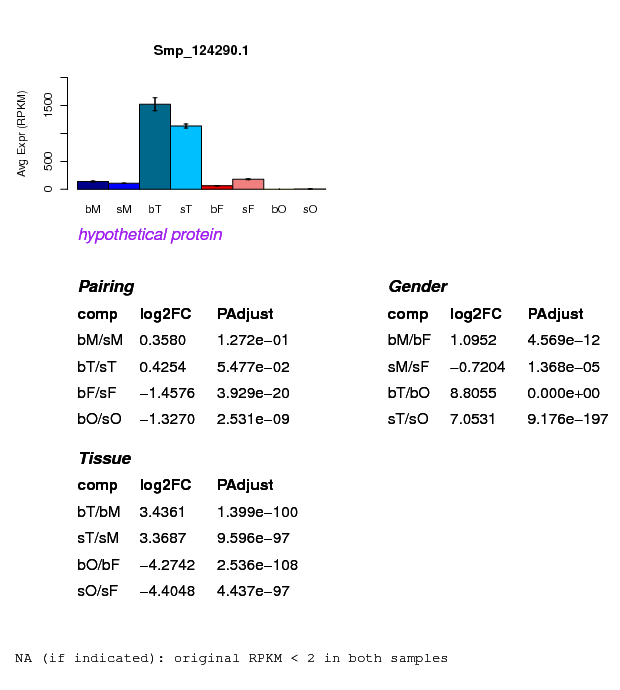 Smp_124290.1
Avg Expr (RPKM)
1500
500
0
bM sM bT sT bF sF bO sO
hypothetical protein
Pairing
comp log2FC PAdjust
bM/sM 0.3580 1.272e−01
bT/sT 0.4254 5.477e−02
bF/sF −1.4576 3.929e−20
bO/sO −1.3270 2.531e−09
Gender
comp log2FC PAdjust
bM/bF 1.0952 4.569e−12
sM/sF −0.7204 1.368e−05
bT/bO 8.8055 0.000e+00
sT/sO 7.0531 9.176e−197
Tissue
comp log2FC PAdjust
bT/bM 3.4361 1.399e−100
sT/sM 3.3687 9.596e−97
bO/bF −4.2742 2.536e−108
sO/sF −4.4048 4.437e−97
NA (if indicated): original RPKM < 2 in both samples